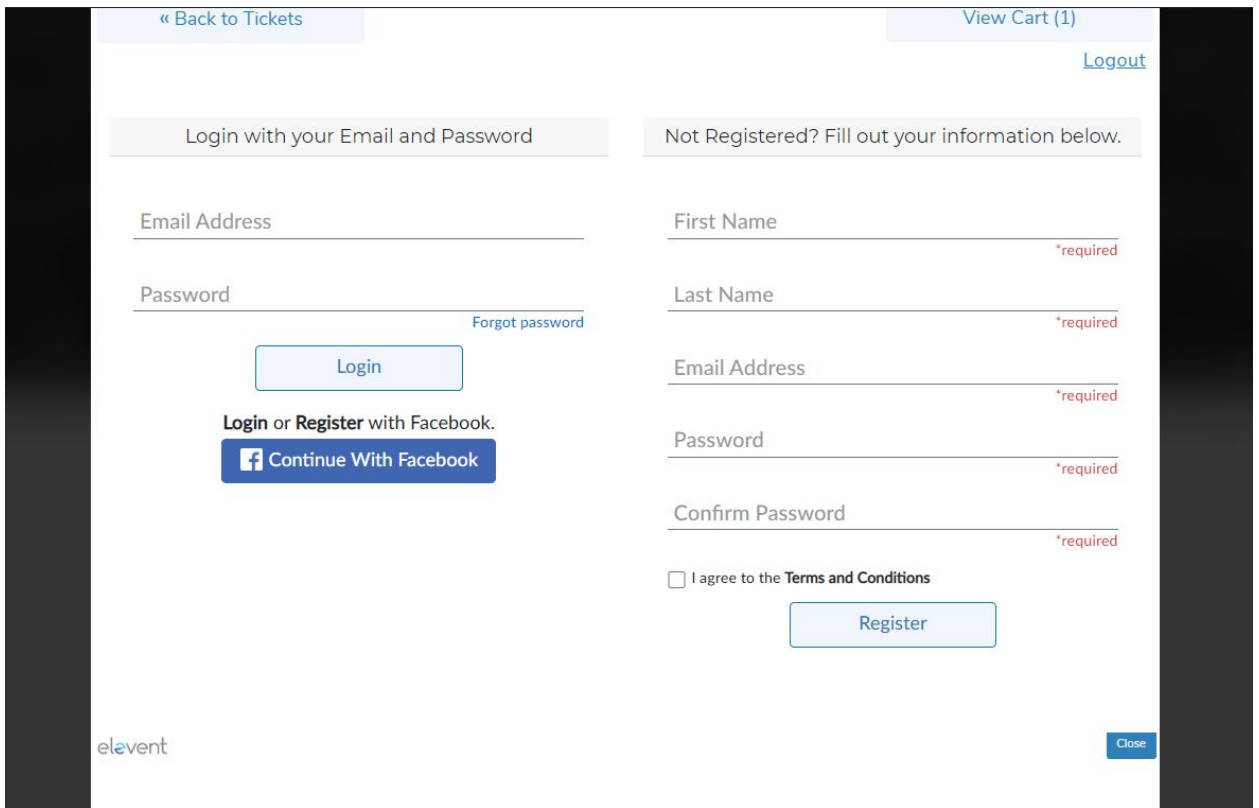 « Back to Tickets
View Cart (1)
Logout
Login with your Email and Password
Email Address
Password
Forgot password
Login
Login or Register with Facebook.
Continue With Facebook
Not Registered? Fill out your information below.
First Name
*required
Last Name
*required
Email Address
*required
Password
*required
Confirm Password
*required
I agree to the Terms and Conditions
Register
elevent
Close